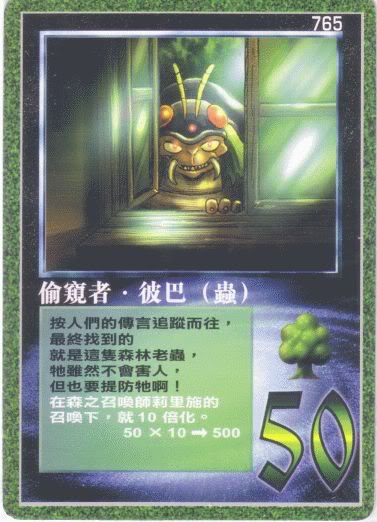 765
偷窺者·彼巴（蟲）
按人們的傳言追蹤而往，
最終找到的
就是這隻森林老蟲，
牠雖然不會害人，
但也要提防牠啊！
在森之召喚師莉里施的
召喚下，就10 倍化。
50 × 10 ➡ 500
50